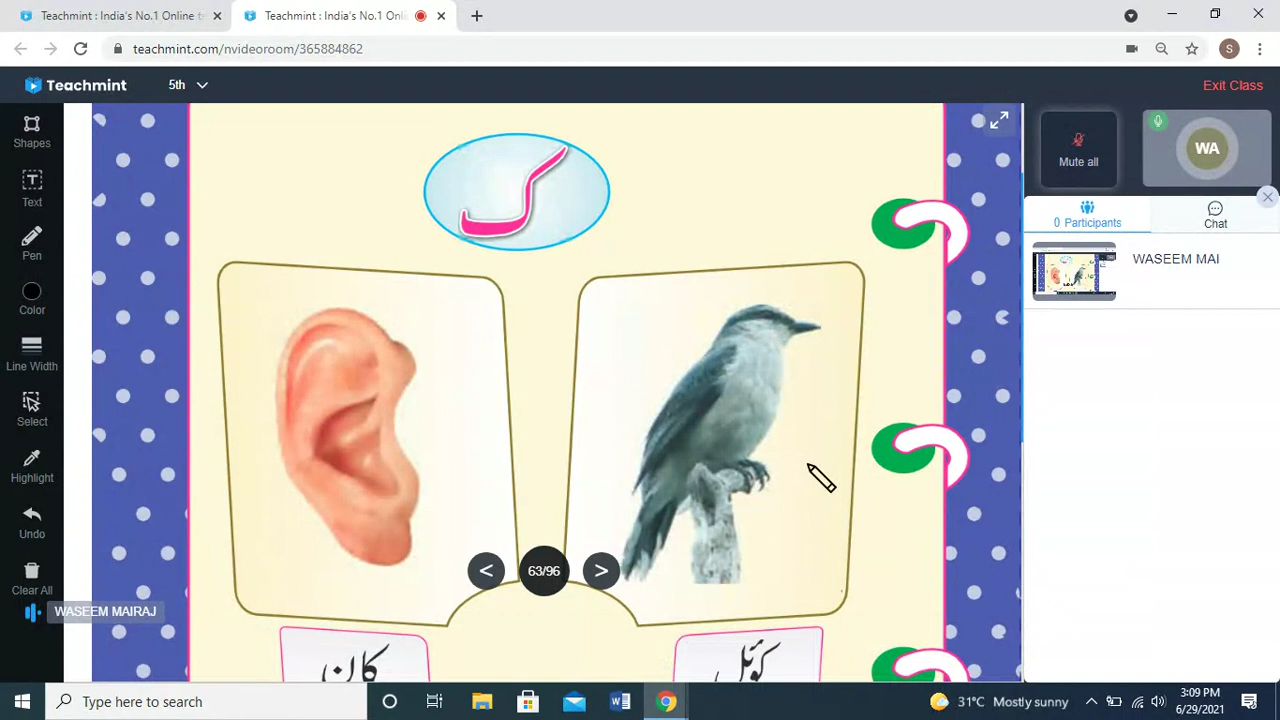 Teachmint : India's No.1 Online t
Teachmint : India's No.1 Onli
teachmint.com/nvideoroom/365884862
S
Teachmint
5th
Exit Class
Shapes
Text
Pen
Color
Line Width
Select
Highlight
Undo
Clear All
WASEEM MAIRAJ
ک
63/96
کوئل
کان
Mute all
WA
0 Participants
Chat
WASEEM MAI
Type here to search
31°C Mostly sunny
3:09 PM
6/29/2021